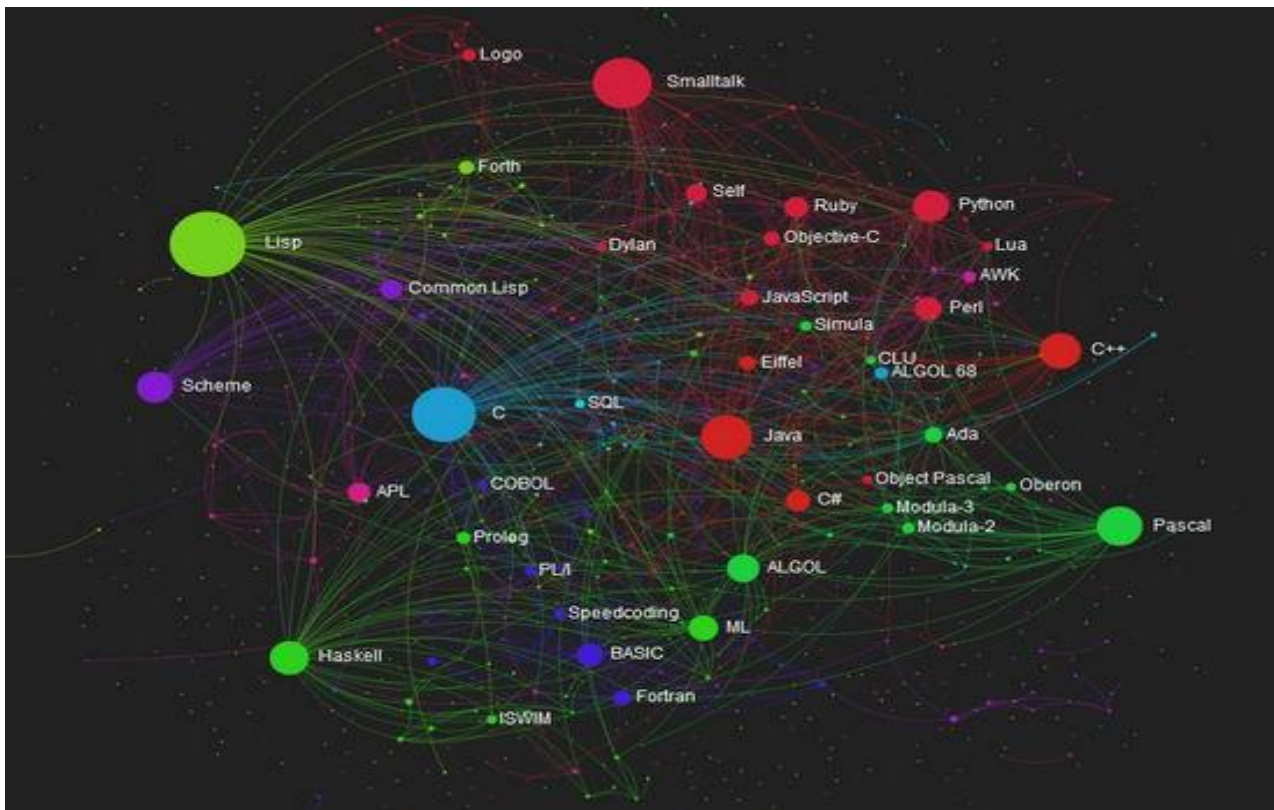 Logo
Smalltalk
Forth
Self
Ruby
Python
Lisp
Dylan
Objective-C
Lua
AWK
Common Lisp
JavaScript
Perl
Simula
C++
Eiffel
CLU
ALGOL 68
Scheme
SQL
C
Java
Ada
COBOL
APL
Object Pascal
Oberon
C#
Modula-3
Modula-2
Pascal
Prolog
PL/I
ALGOL
Speedcoding
ML
Haskell
BASIC
Fortran
ISWIM